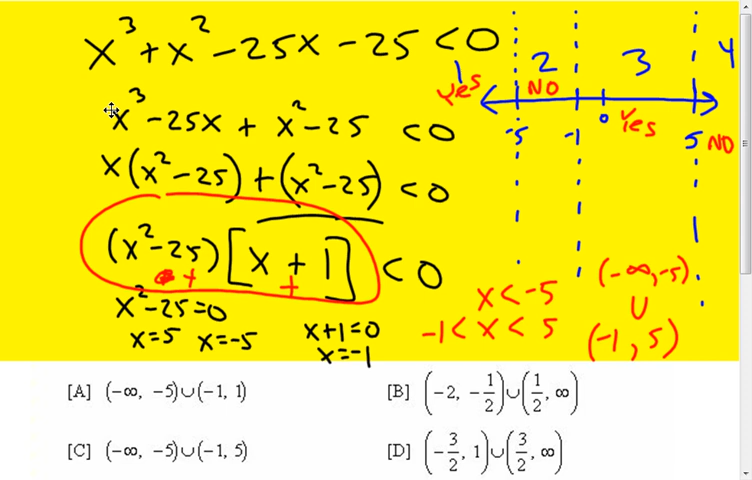 x³ + x² - 25x - 25 < 0
1 2 3 4
yes NO Yes NO
-5 -1 0 5
x³ - 25x + x² - 25 < 0
x(x² - 25) + (x² - 25) < 0
(x² - 25)[x + 1] < 0
+ +
x² - 25 = 0
x = 5 x = -5
x + 1 = 0
x = -1
x < -5
-1 < x < 5
(-∞, -5)
∪
(-1, 5)
[A] (-∞, -5)∪(-1, 1)
[B] (-2, -1/2)∪(1/2, ∞)
[C] (-∞, -5)∪(-1, 5)
[D] (-3/2, 1)∪(3/2, ∞)